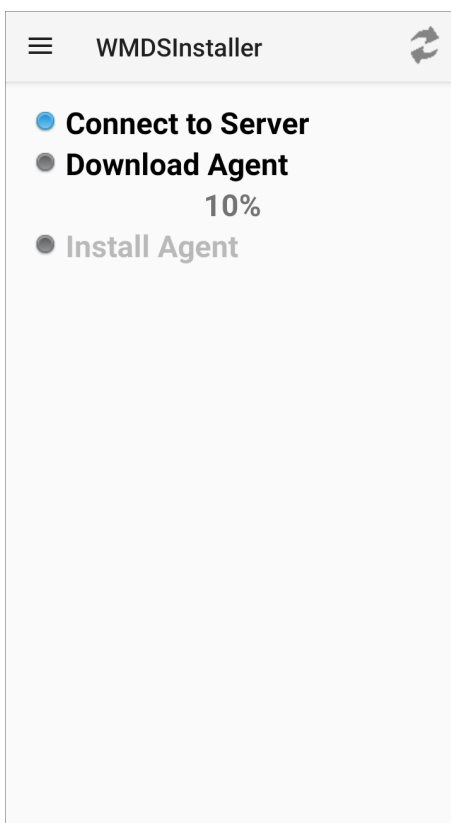 WMDSInstaller
Connect to Server
Download Agent
10%
Install Agent